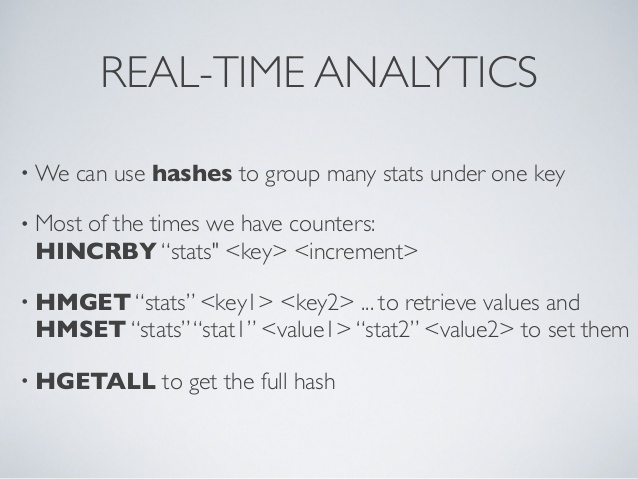 REAL-TIME ANALYTICS
• We can use hashes to group many stats under one key
• Most of the times we have counters:
HINCRBY “stats" <key> <increment>
• HMGET “stats” <key1> <key2> ... to retrieve values and
HMSET “stats” “stat1” <value1> “stat2” <value2> to set them
• HGETALL to get the full hash